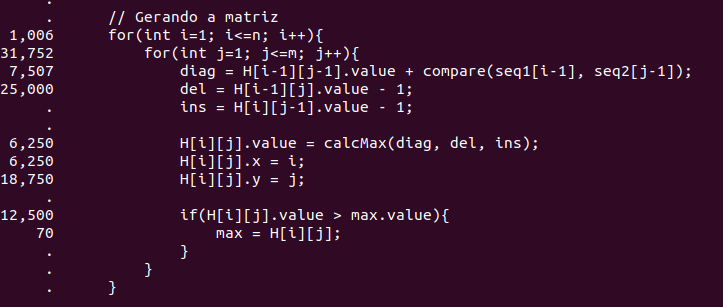 .
.        // Gerando a matriz
1,006        for(int i=1; i<=n; i++){
31,752            for(int j=1; j<=m; j++){
7,507                diag = H[i-1][j-1].value + compare(seq1[i-1], seq2[j-1]);
25,000                del = H[i-1][j].value - 1;
.                ins = H[i][j-1].value - 1;
.
6,250                H[i][j].value = calcMax(diag, del, ins);
6,250                H[i][j].x = i;
18,750                H[i][j].y = j;
.
12,500                if(H[i][j].value > max.value){
70                    max = H[i][j];
.                }
.            }
.        }